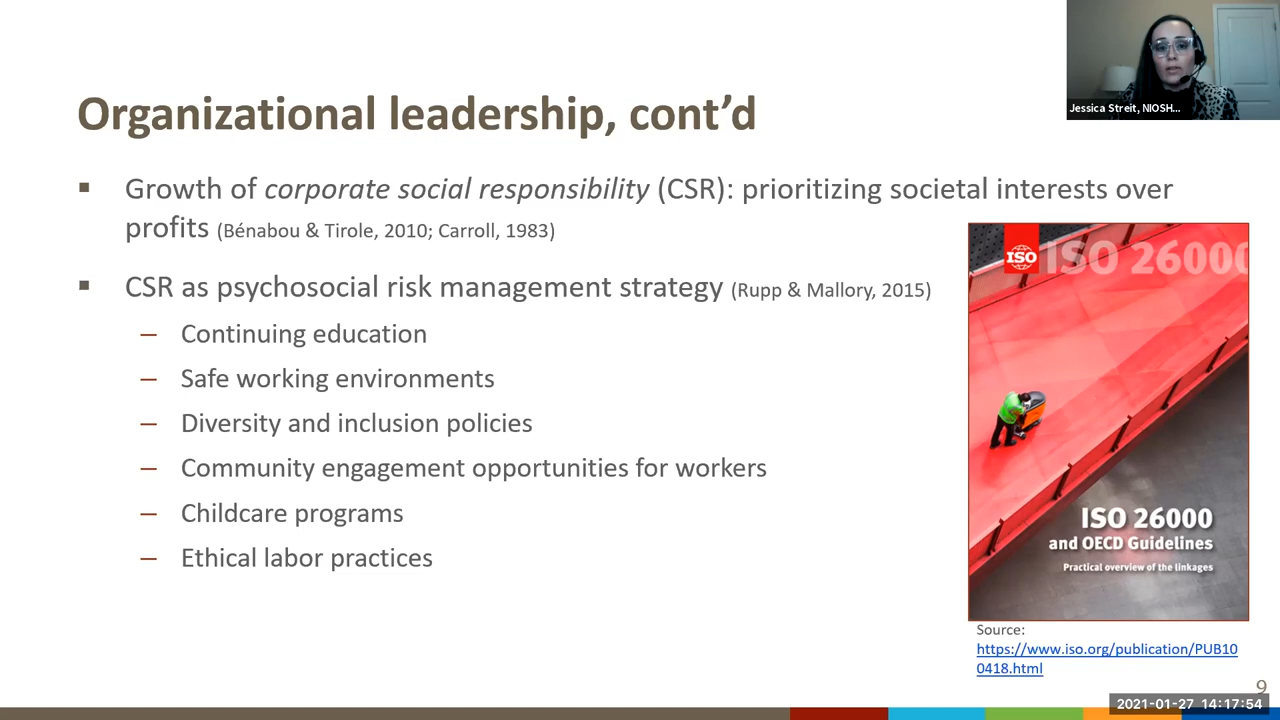 Jessica Streit, NIOSH...
Organizational leadership, cont’d
▪ Growth of corporate social responsibility (CSR): prioritizing societal interests over
profits (Bénabou & Tirole, 2010; Carroll, 1983)
▪ CSR as psychosocial risk management strategy (Rupp & Mallory, 2015)
– Continuing education
– Safe working environments
– Diversity and inclusion policies
– Community engagement opportunities for workers
– Childcare programs
– Ethical labor practices
ISO
ISO 26000
ISO 26000
and OECD Guidelines
Practical overview of the linkages
Source:
https://www.iso.org/publication/PUB10
0418.html
9
2021-01-27 14:17:54